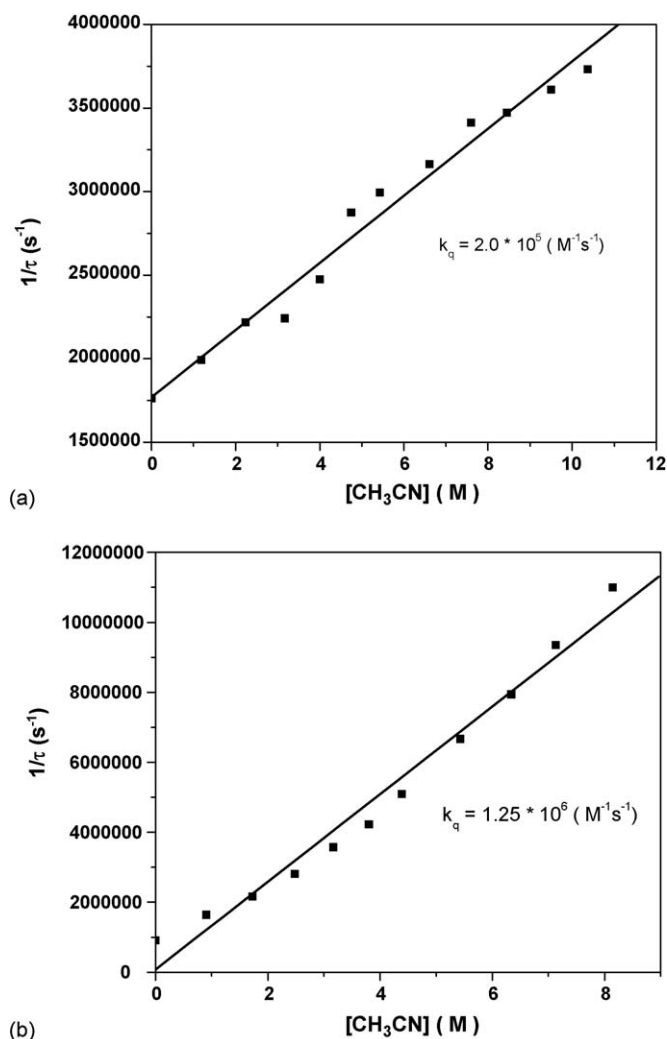 4000000
3500000
3000000
2500000
2000000
1500000
1/τ (s⁻¹)
k_q = 2.0 * 10⁵ ( M⁻¹s⁻¹)
0 2 4 6 8 10 12
[CH₃CN] ( M )
(a)
12000000
10000000
8000000
6000000
4000000
2000000
0
1/τ (s⁻¹)
k_q = 1.25 * 10⁶ ( M⁻¹s⁻¹)
0 2 4 6 8
[CH₃CN] ( M )
(b)